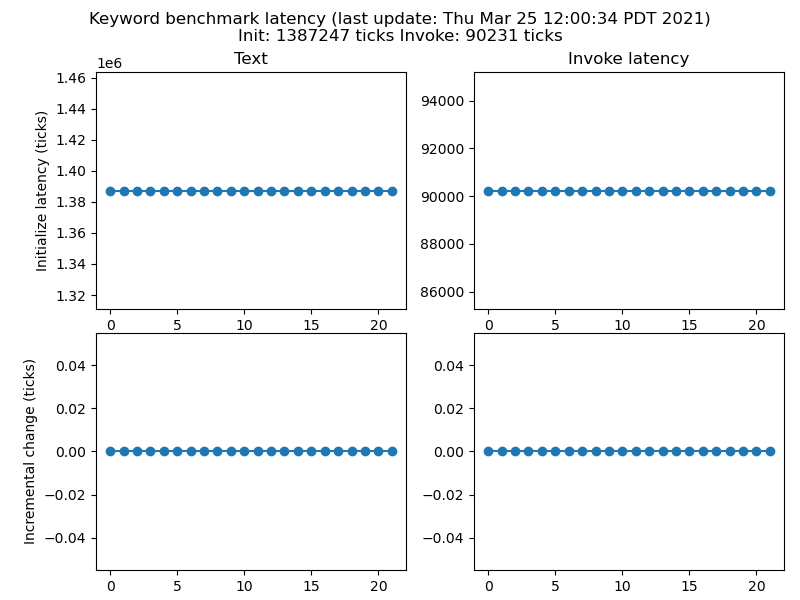 Keyword benchmark latency (last update: Thu Mar 25 12:00:34 PDT 2021)
Init: 1387247 ticks Invoke: 90231 ticks
Text
1e6
1.46
1.44
1.42
1.40
1.38
1.36
1.34
1.32
Initialize latency (ticks)
0 5 10 15 20
Invoke latency
94000
92000
90000
88000
86000
0 5 10 15 20
0.04
0.02
0.00
−0.02
−0.04
Incremental change (ticks)
0 5 10 15 20
0.04
0.02
0.00
−0.02
−0.04
0 5 10 15 20